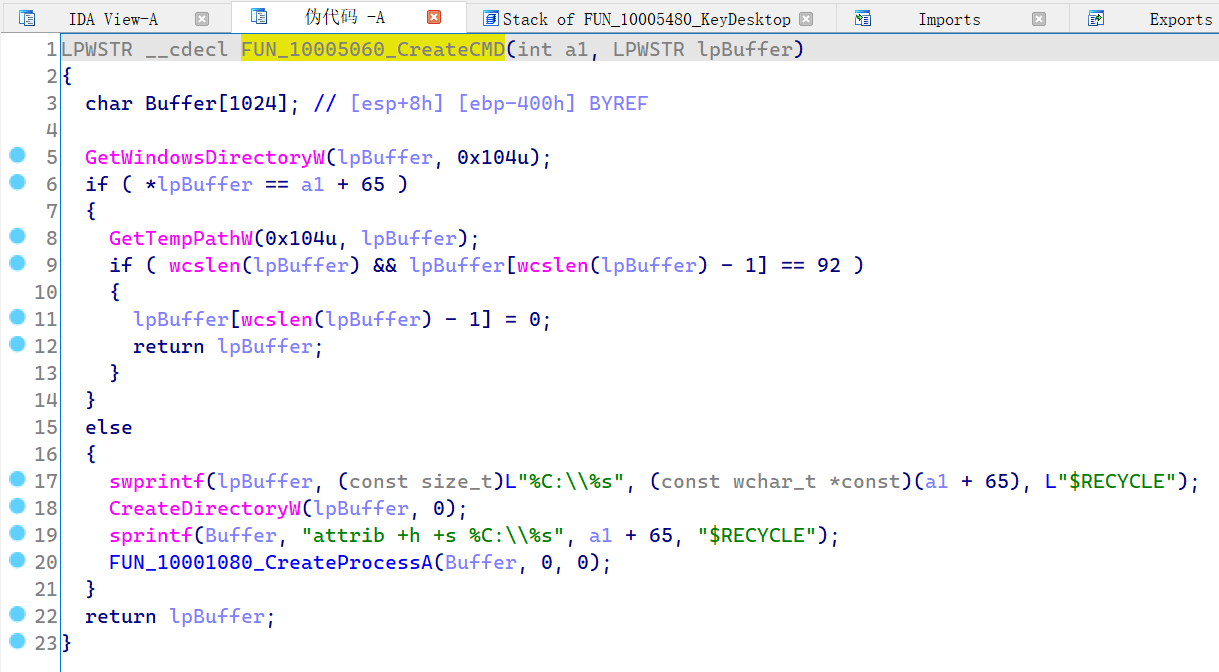 IDA View-A 伪代码 -A Stack of FUN_10005480_KeyDesktop Imports Exports
1 LPWSTR __cdecl FUN_10005060_CreateCMD(int a1, LPWSTR lpBuffer)
2 {
3 char Buffer[1024]; // [esp+8h] [ebp-400h] BYREF
4
5 GetWindowsDirectoryW(lpBuffer, 0x104u);
6 if ( *lpBuffer == a1 + 65 )
7 {
8 GetTempPathW(0x104u, lpBuffer);
9 if ( wcslen(lpBuffer) && lpBuffer[wcslen(lpBuffer) - 1] == 92 )
10 {
11 lpBuffer[wcslen(lpBuffer) - 1] = 0;
12 return lpBuffer;
13 }
14 }
15 else
16 {
17 swprintf(lpBuffer, (const size_t)L"%C:\\%s", (const wchar_t *const)(a1 + 65), L"$RECYCLE");
18 CreateDirectoryW(lpBuffer, 0);
19 sprintf(Buffer, "attrib +h +s %C:\\%s", a1 + 65, "$RECYCLE");
20 FUN_10001080_CreateProcessA(Buffer, 0, 0);
21 }
22 return lpBuffer;
23 }